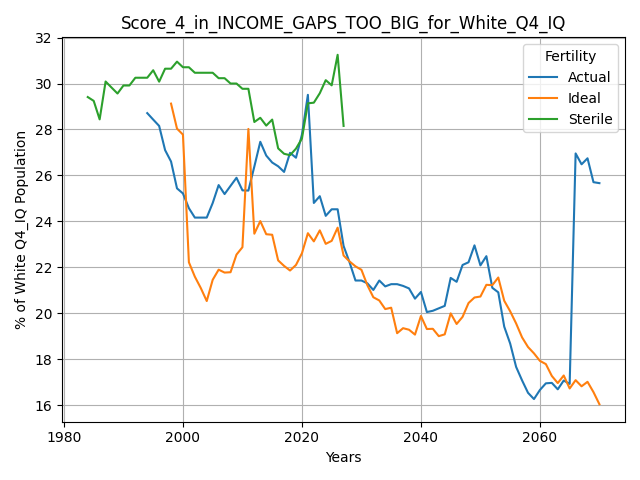 Score_4_in_INCOME_GAPS_TOO_BIG_for_White_Q4_IQ
Fertility
Actual
Ideal
Sterile
% of White Q4_IQ Population
32
30
28
26
24
22
20
18
16
1980
2000
2020
2040
2060
Years